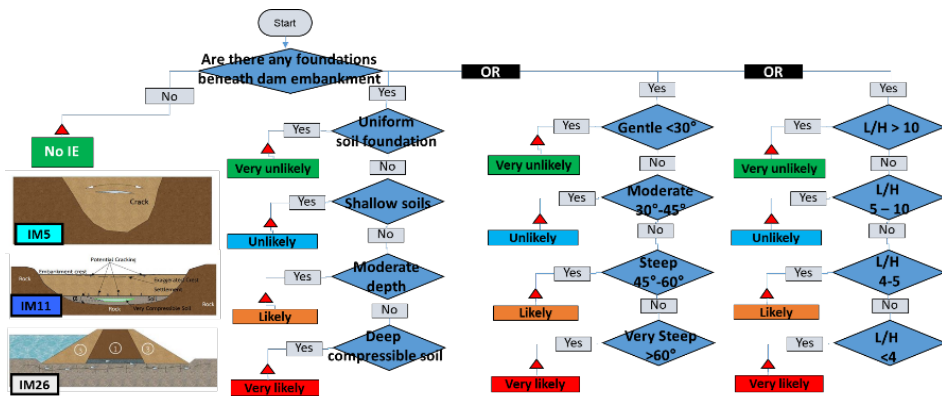 Start
Are there any foundations
beneath dam embankment
OR
OR
No
Yes
Yes
Yes
No IE
Yes
Uniform
soil foundation
Very unlikely
No
Yes
Shallow soils
Unlikely
No
Yes
Moderate
depth
Likely
No
Yes
Deep
compressible soil
Very likely
Yes
Gentle <30°
Very unlikely
No
Yes
Moderate
30°-45°
Unlikely
No
Yes
Steep
45°-60°
Likely
No
Yes
Very Steep
>60°
Very likely
Yes
L/H > 10
Very unlikely
No
Yes
L/H
5 – 10
Unlikely
No
Yes
L/H
4-5
Likely
No
Yes
L/H
<4
Very likely
Crack
IM5
Potential Cracking
Embankment crest
Settlement
Rock
Rock
Very Compressible Soil
Rock
IM11
3
1
3
IM26